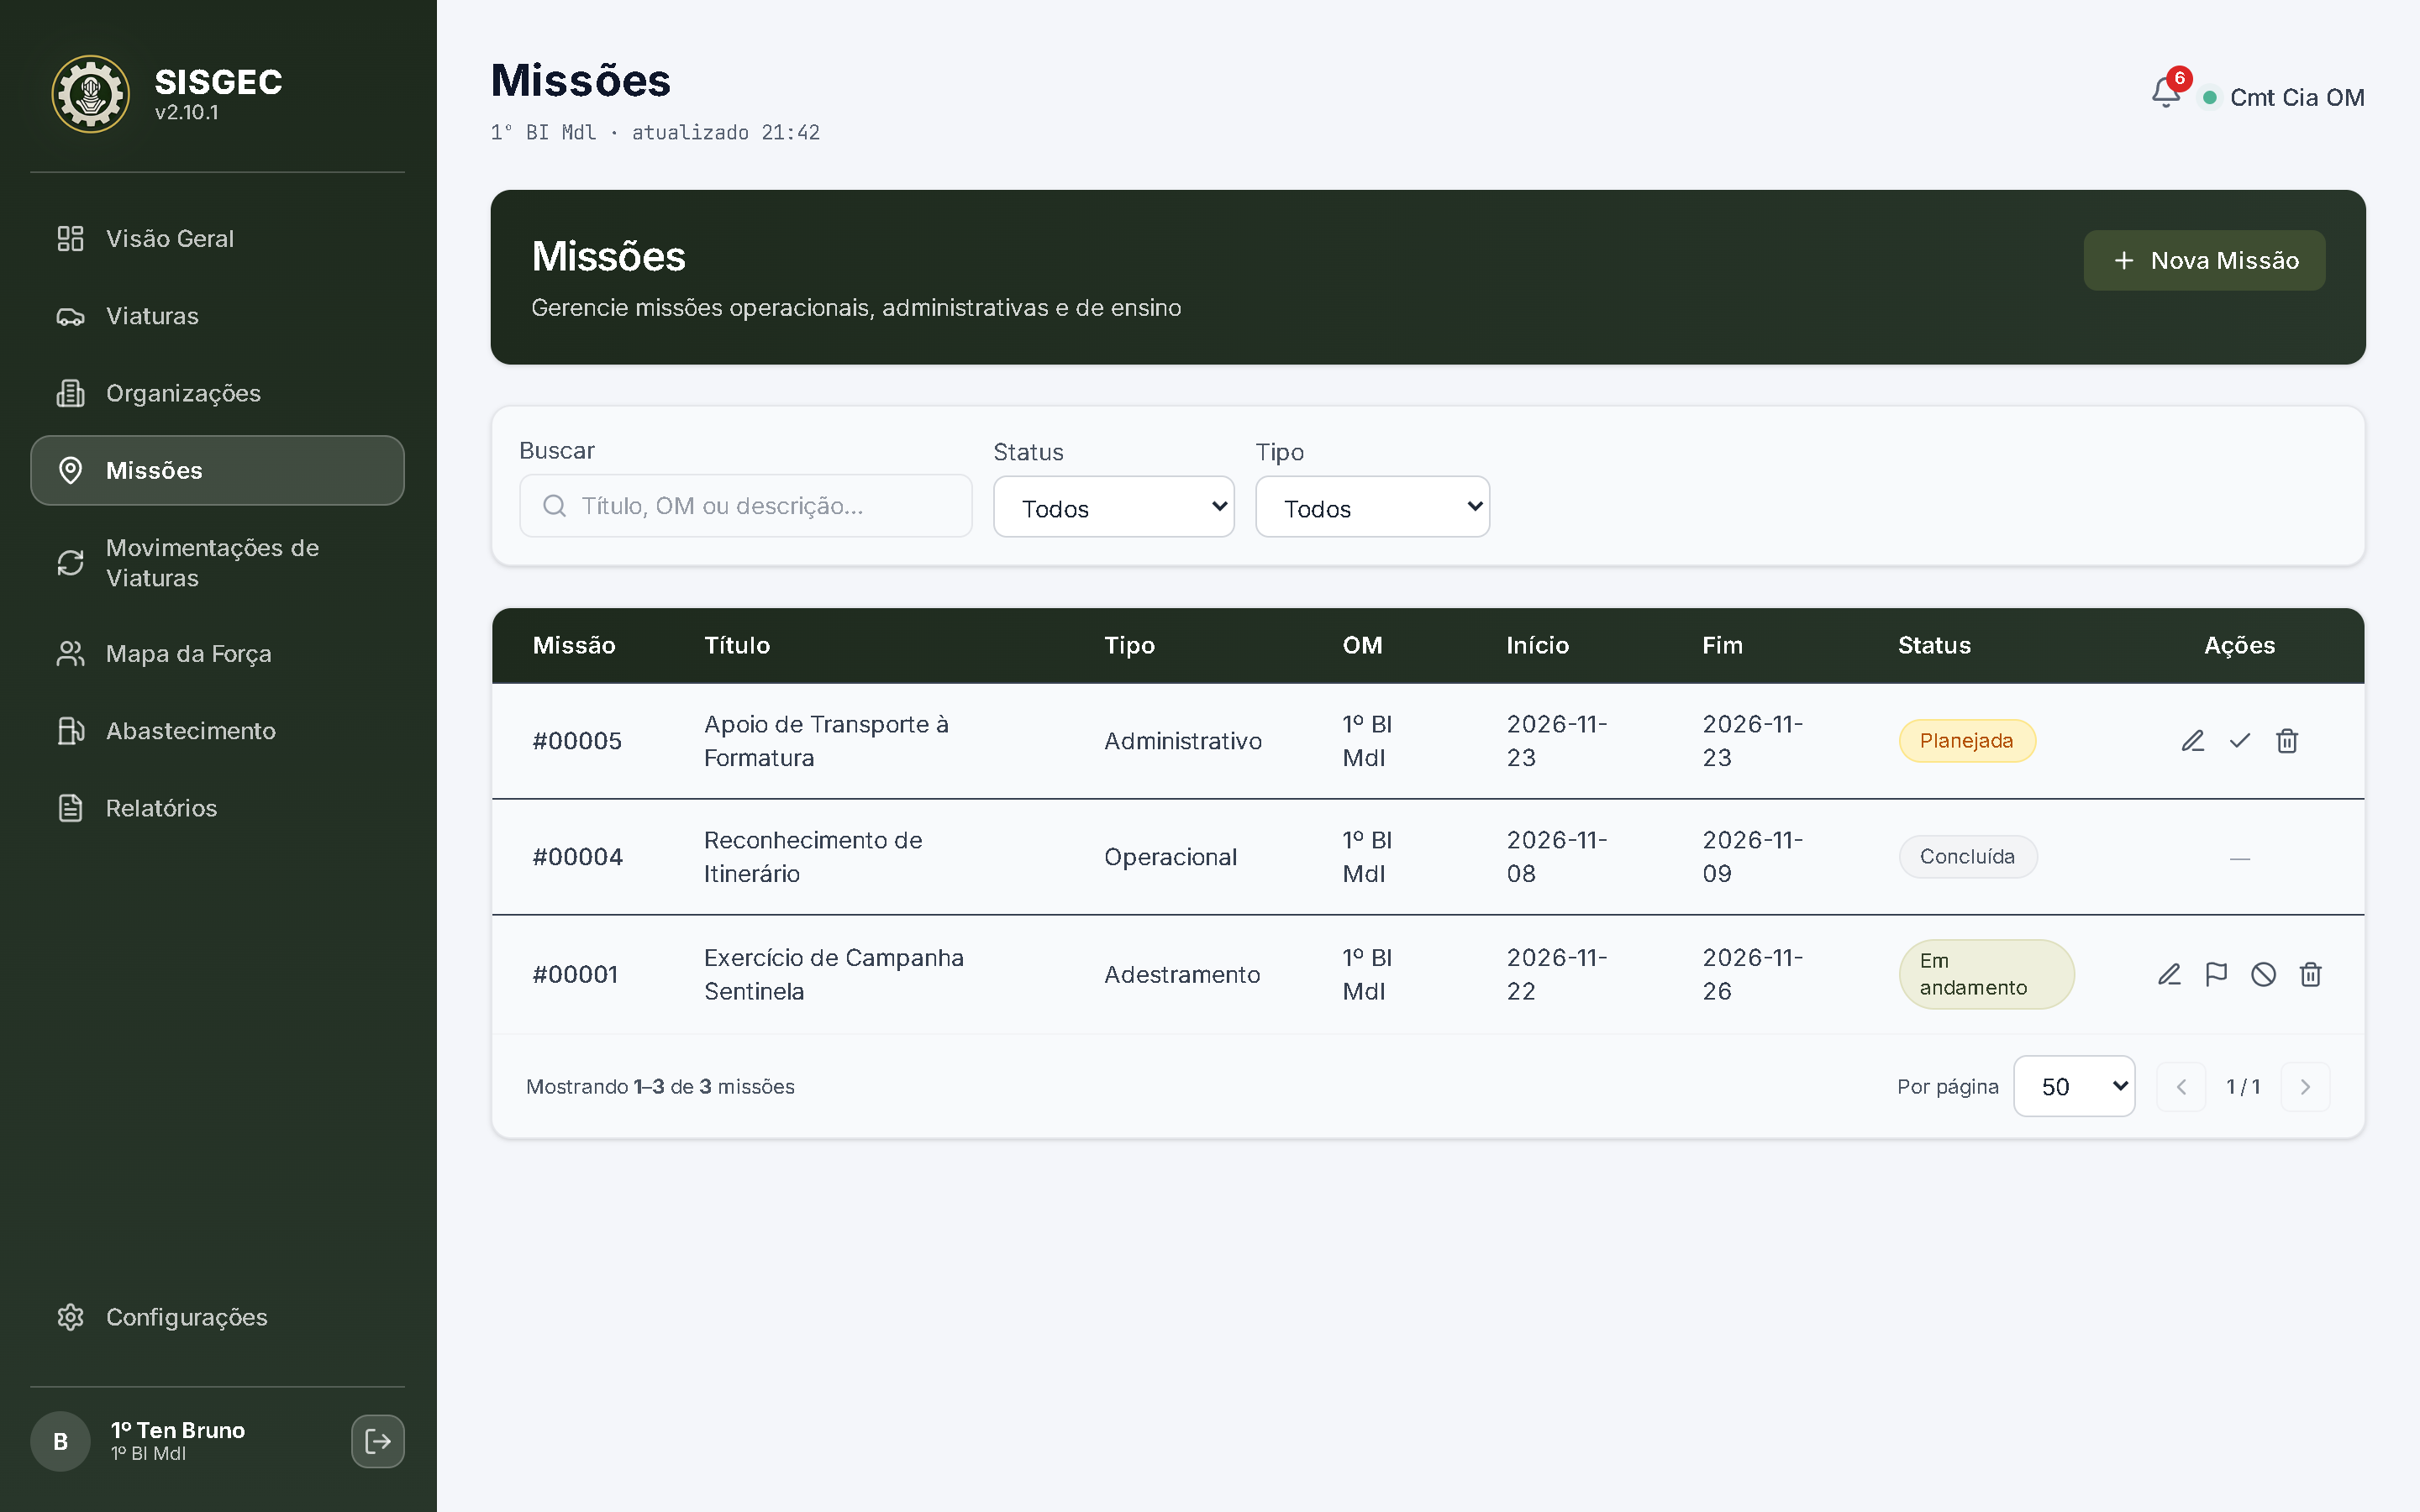 SISGEC
v2.10.1
Visão Geral
Viaturas
Organizações
Missões
Movimentações de
Viaturas
Mapa da Força
Abastecimento
Relatórios
Configurações
B
1º Ten Bruno
1º BI Mdl
Missões
1º BI Mdl · atualizado 21:42
6
Cmt Cia OM
Missões
Gerencie missões operacionais, administrativas e de ensino
+ Nova Missão
Buscar
Título, OM ou descrição...
Status
Todos
Tipo
Todos
Missão Título Tipo OM Início Fim Status Ações
#00005
Apoio de Transporte à
Formatura
Administrativo
1º BI
Mdl
2026-11-
23
2026-11-
23
Planejada
#00004
Reconhecimento de
Itinerário
Operacional
1º BI
Mdl
2026-11-
08
2026-11-
09
Concluída
—
#00001
Exercício de Campanha
Sentinela
Adestramento
1º BI
Mdl
2026-11-
22
2026-11-
26
Em
andamento
Mostrando 1–3 de 3 missões
Por página
50
1 / 1